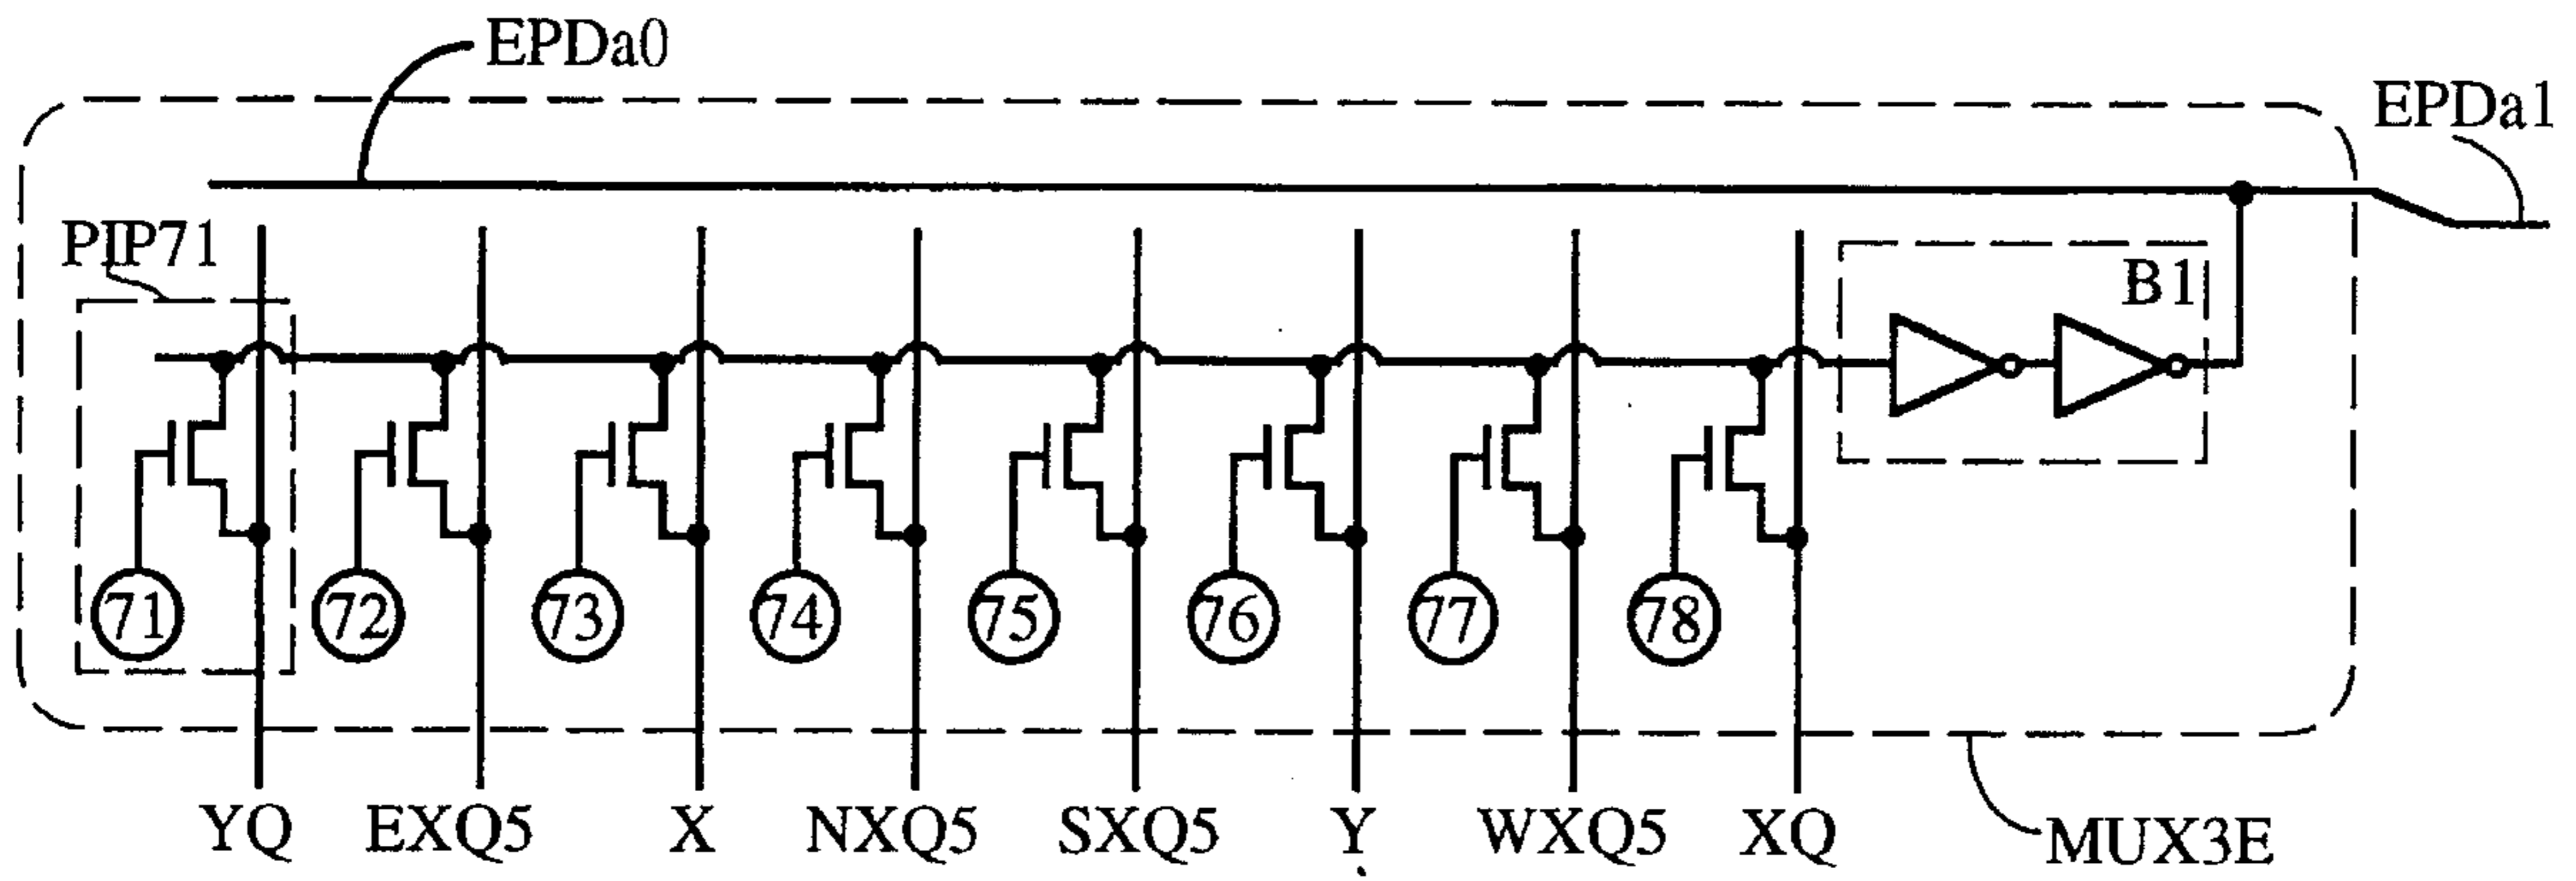 EPDa0
EPDa1
PIP71
B1
71 72 73 74 75 76 77 78
YQ EXQ5 X NXQ5 SXQ5 Y WXQ5 XQ
MUX3E